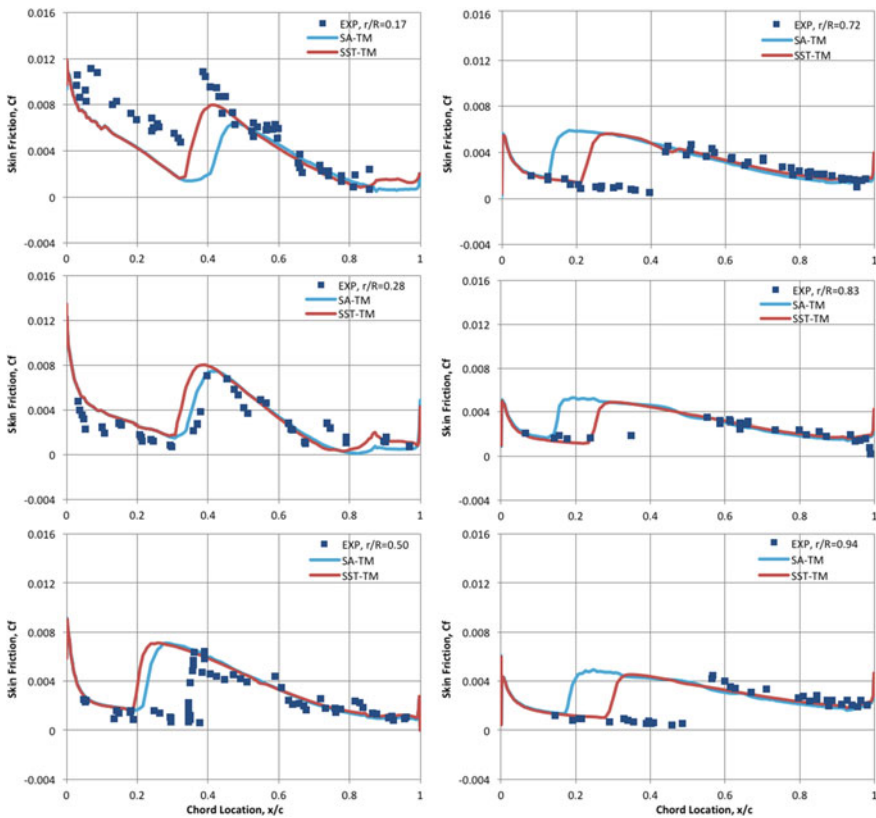 0.016
EXP, r/R=0.17
SA-TM
SST-TM
0.012
0.008
0.004
0
-0.004
Skin Friction, Cf
0 0.2 0.4 0.6 0.8 1
0.016
EXP, r/R=0.72
SA-TM
SST-TM
0.012
0.008
0.004
0
-0.004
Skin Friction, Cf
0 0.2 0.4 0.6 0.8 1
0.016
EXP, r/R=0.28
SA-TM
SST-TM
0.012
0.008
0.004
0
-0.004
Skin Friction, Cf
0 0.2 0.4 0.6 0.8 1
0.016
EXP, r/R=0.83
SA-TM
SST-TM
0.012
0.008
0.004
0
-0.004
Skin Friction, Cf
0 0.2 0.4 0.6 0.8 1
0.016
EXP, r/R=0.50
SA-TM
SST-TM
0.012
0.008
0.004
0
-0.004
Skin Friction, Cf
0 0.2 0.4 0.6 0.8 1
Chord Location, x/c
0.016
EXP, r/R=0.94
SA-TM
SST-TM
0.012
0.008
0.004
0
-0.004
Skin Friction, Cf
0 0.2 0.4 0.6 0.8 1
Chord Location, x/c